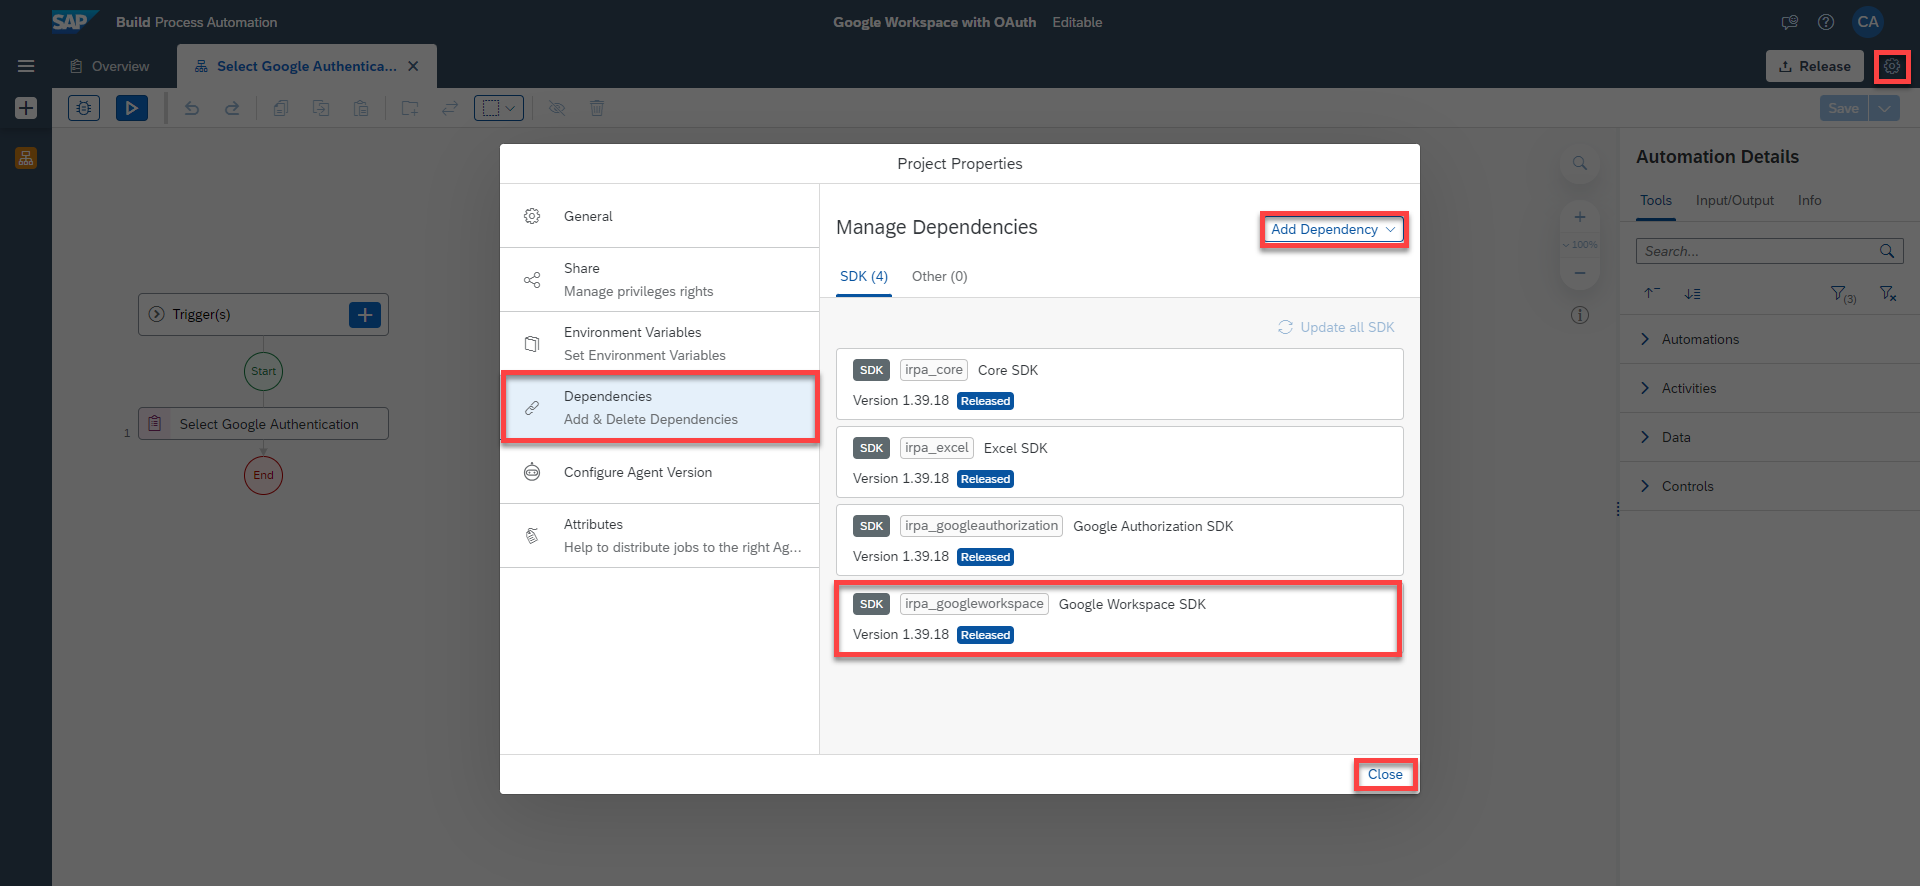 SAP Build Process Automation
Google Workspace with OAuth Editable
CA
Overview
Select Google Authentica...
Release
Save
Automation Details
Tools Input/Output Info
Search...
(3)
Automations
Activities
Data
Controls
100%
Trigger(s)
Start
1
Select Google Authentication
End
Project Properties
General
Share
Manage privileges rights
Environment Variables
Set Environment Variables
Dependencies
Add & Delete Dependencies
Configure Agent Version
Attributes
Help to distribute jobs to the right Ag...
Manage Dependencies
Add Dependency
SDK (4) Other (0)
Update all SDK
SDK irpa_core Core SDK
Version 1.39.18 Released
SDK irpa_excel Excel SDK
Version 1.39.18 Released
SDK irpa_googleauthorization Google Authorization SDK
Version 1.39.18 Released
SDK irpa_googleworkspace Google Workspace SDK
Version 1.39.18 Released
Close